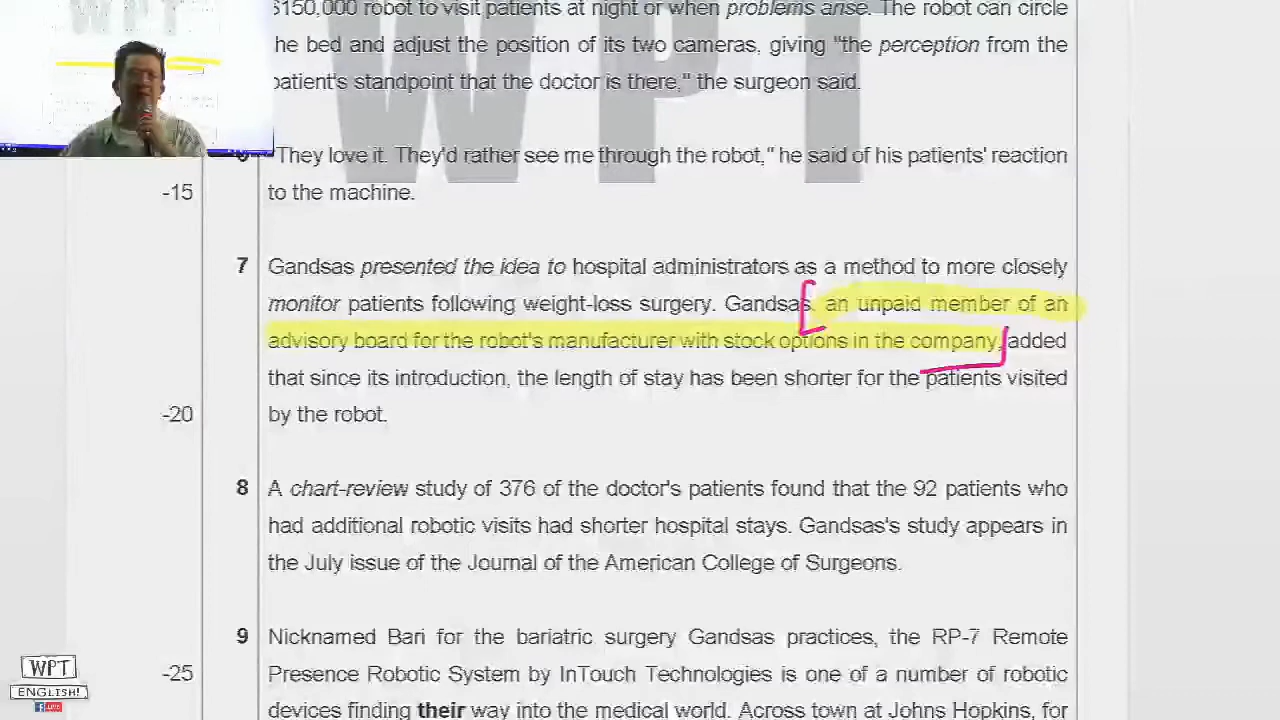 $150,000 robot to visit patients at night or when problems arise. The robot can circle
he bed and adjust the position of its two cameras, giving "the perception from the
patient's standpoint that the doctor is there," the surgeon said.
"They love it. They'd rather see me through the robot," he said of his patients' reaction
-15 to the machine.
7 Gandsas presented the idea to hospital administrators as a method to more closely
monitor patients following weight-loss surgery. Gandsas, an unpaid member of an
advisory board for the robot's manufacturer with stock options in the company, added
that since its introduction, the length of stay has been shorter for the patients visited
-20 by the robot.
8 A chart-review study of 376 of the doctor's patients found that the 92 patients who
had additional robotic visits had shorter hospital stays. Gandsas's study appears in
the July issue of the Journal of the American College of Surgeons.
9 Nicknamed Bari for the bariatric surgery Gandsas practices, the RP-7 Remote
-25 Presence Robotic System by InTouch Technologies is one of a number of robotic
devices finding their way into the medical world. Across town at Johns Hopkins, for
WPT
WPT
ENGLISH!